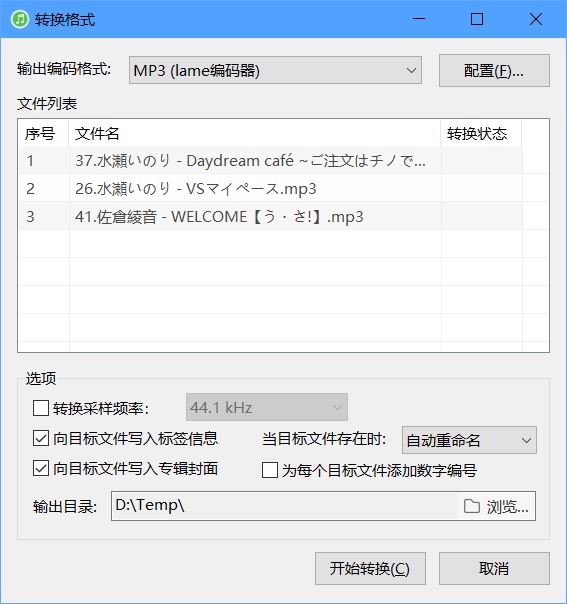 转换格式
输出编码格式: MP3 (lame编码器) 配置(F)...
文件列表
序号 文件名 转换状态
1 37.水瀬いのり - Daydream café ~ご注文はチノで...
2 26.水瀬いのり - VSマイペース.mp3
3 41.佐倉綾音 - WELCOME【う・さ!】.mp3
选项
转换采样频率: 44.1 kHz
向目标文件写入标签信息 当目标文件存在时: 自动重命名
向目标文件写入专辑封面 为每个目标文件添加数字编号
输出目录: D:\Temp\ 浏览...
开始转换(C) 取消